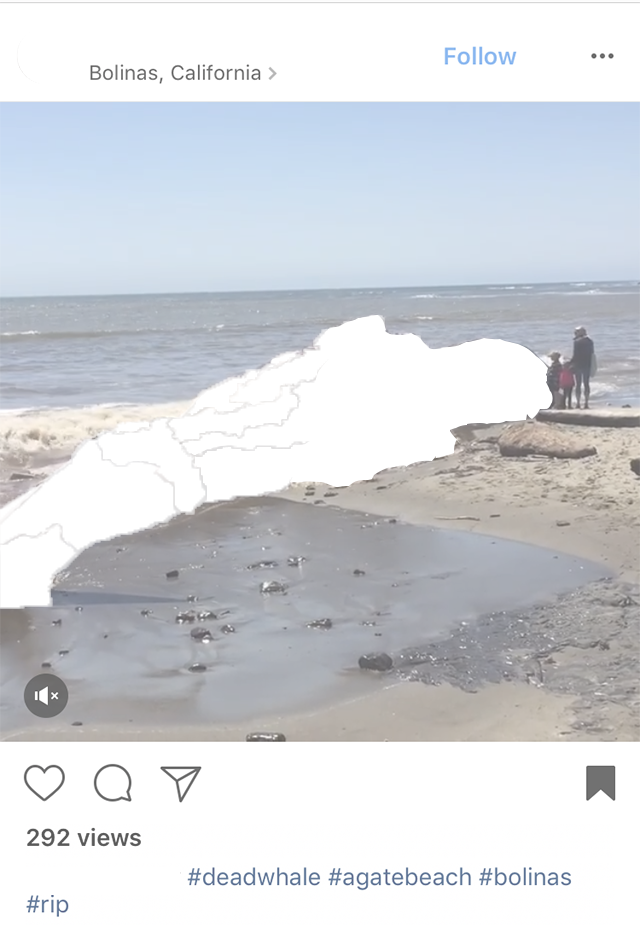 Bolinas, California
Follow
292 views
#deadwhale #agatebeach #bolinas
#rip